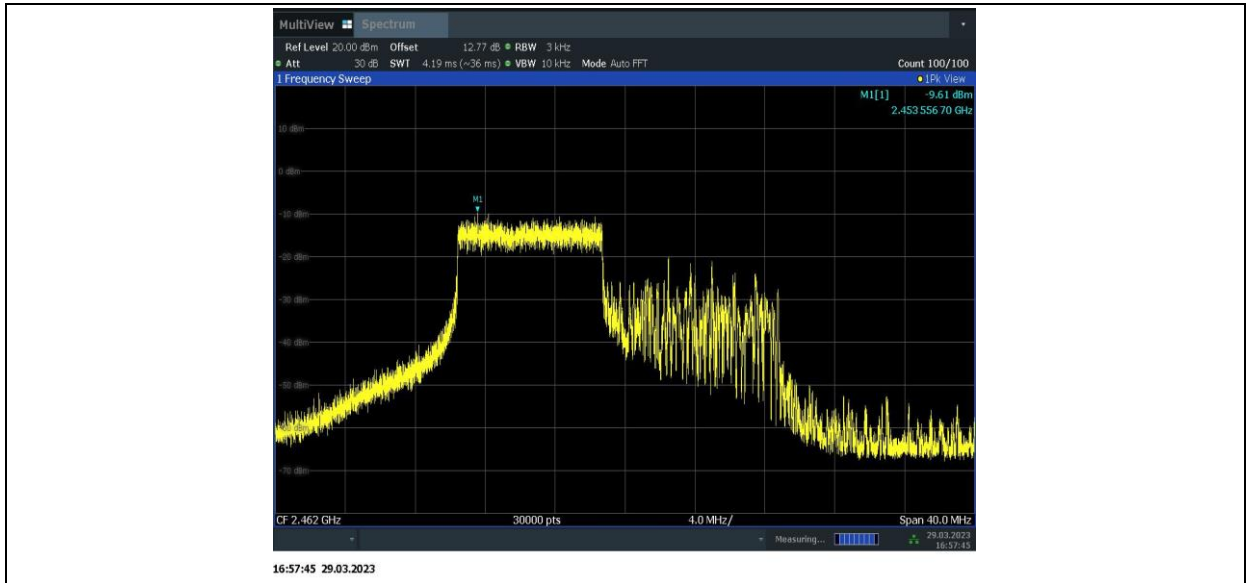 MultiView Spectrum
Ref Level 20.00 dBm Offset 12.77 dB RBW 3 kHz
Att 30 dB SWT 4.19 ms (~36 ms) VBW 10 kHz Mode Auto FFT Count 100/100
1 Frequency Sweep 1Pk View
M1[1] -9.61 dBm
2.453 556 70 GHz
10 dBm
0 dBm
M1
-10 dBm
-20 dBm
-30 dBm
-40 dBm
-50 dBm
-60 dBm
-70 dBm
CF 2.462 GHz 30000 pts 4.0 MHz/ Span 40.0 MHz
Measuring... 29.03.2023
16:57:45
16:57:45 29.03.2023